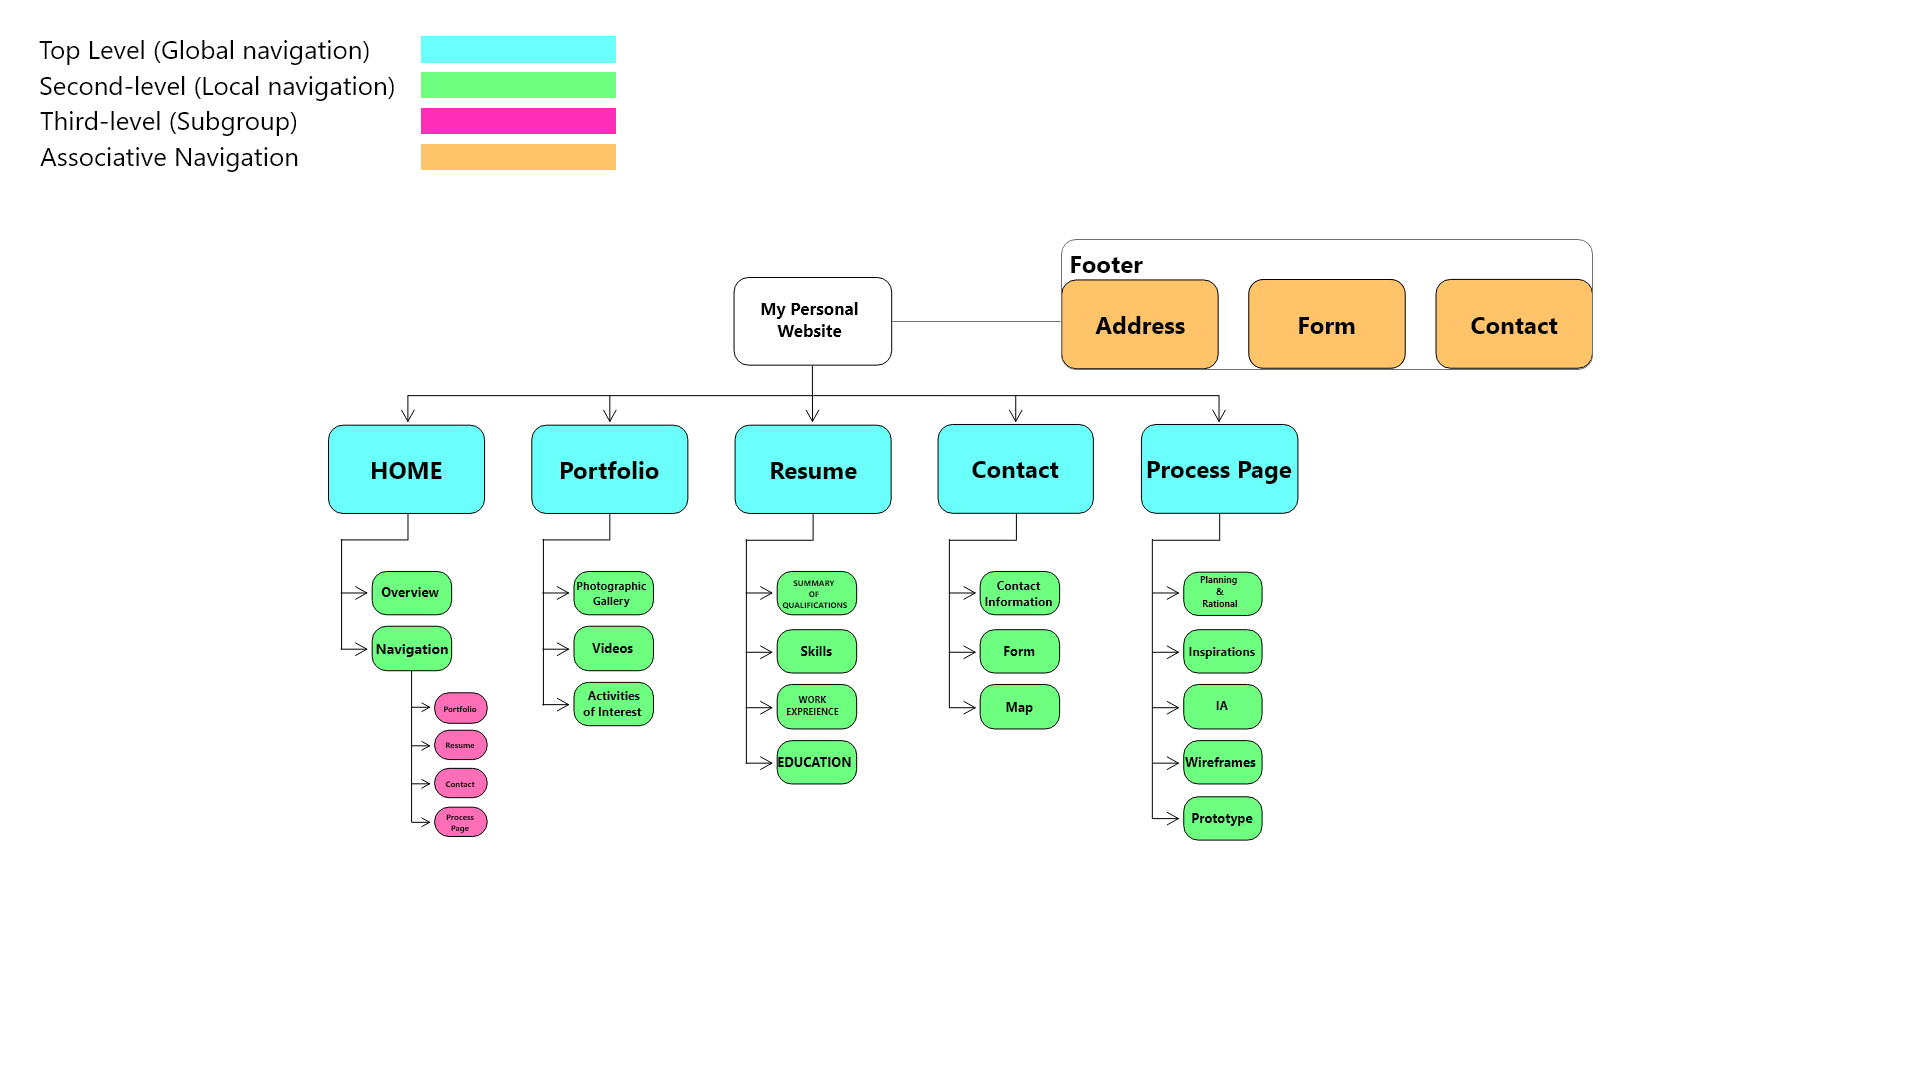 Top Level (Global navigation)
Second-level (Local navigation)
Third-level (Subgroup)
Associative Navigation
Footer
My Personal
Website
Address
Form
Contact
HOME
Portfolio
Resume
Contact
Process Page
Overview
Navigation
Portfolio
Resume
Contact
Process
Page
Photographic
Gallery
Videos
Activities
of Interest
SUMMARY
OF
QUALIFICATIONS
Skills
WORK
EXPREIENCE
EDUCATION
Contact
Information
Form
Map
Planning
&
Rational
Inspirations
IA
Wireframes
Prototype